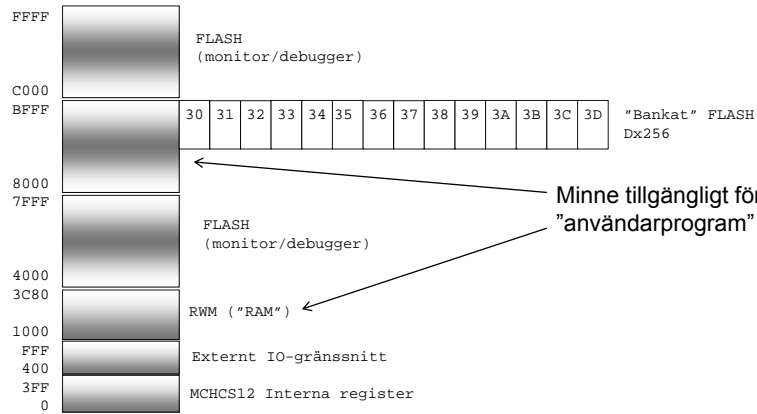 FFFF
FLASH
(monitor/debugger)
C000
BFFF
30 31 32 33 34 35 36 37 38 39 3A 3B 3C 3D
"Bankat" FLASH
Dx256
8000
Minne tillgängligt för
"användarprogram"
7FFF
FLASH
(monitor/debugger)
4000
3C80
RWM ("RAM")
1000
FFF
Externt IO-gränssnitt
400
3FF
MCHCS12 Interna register
0